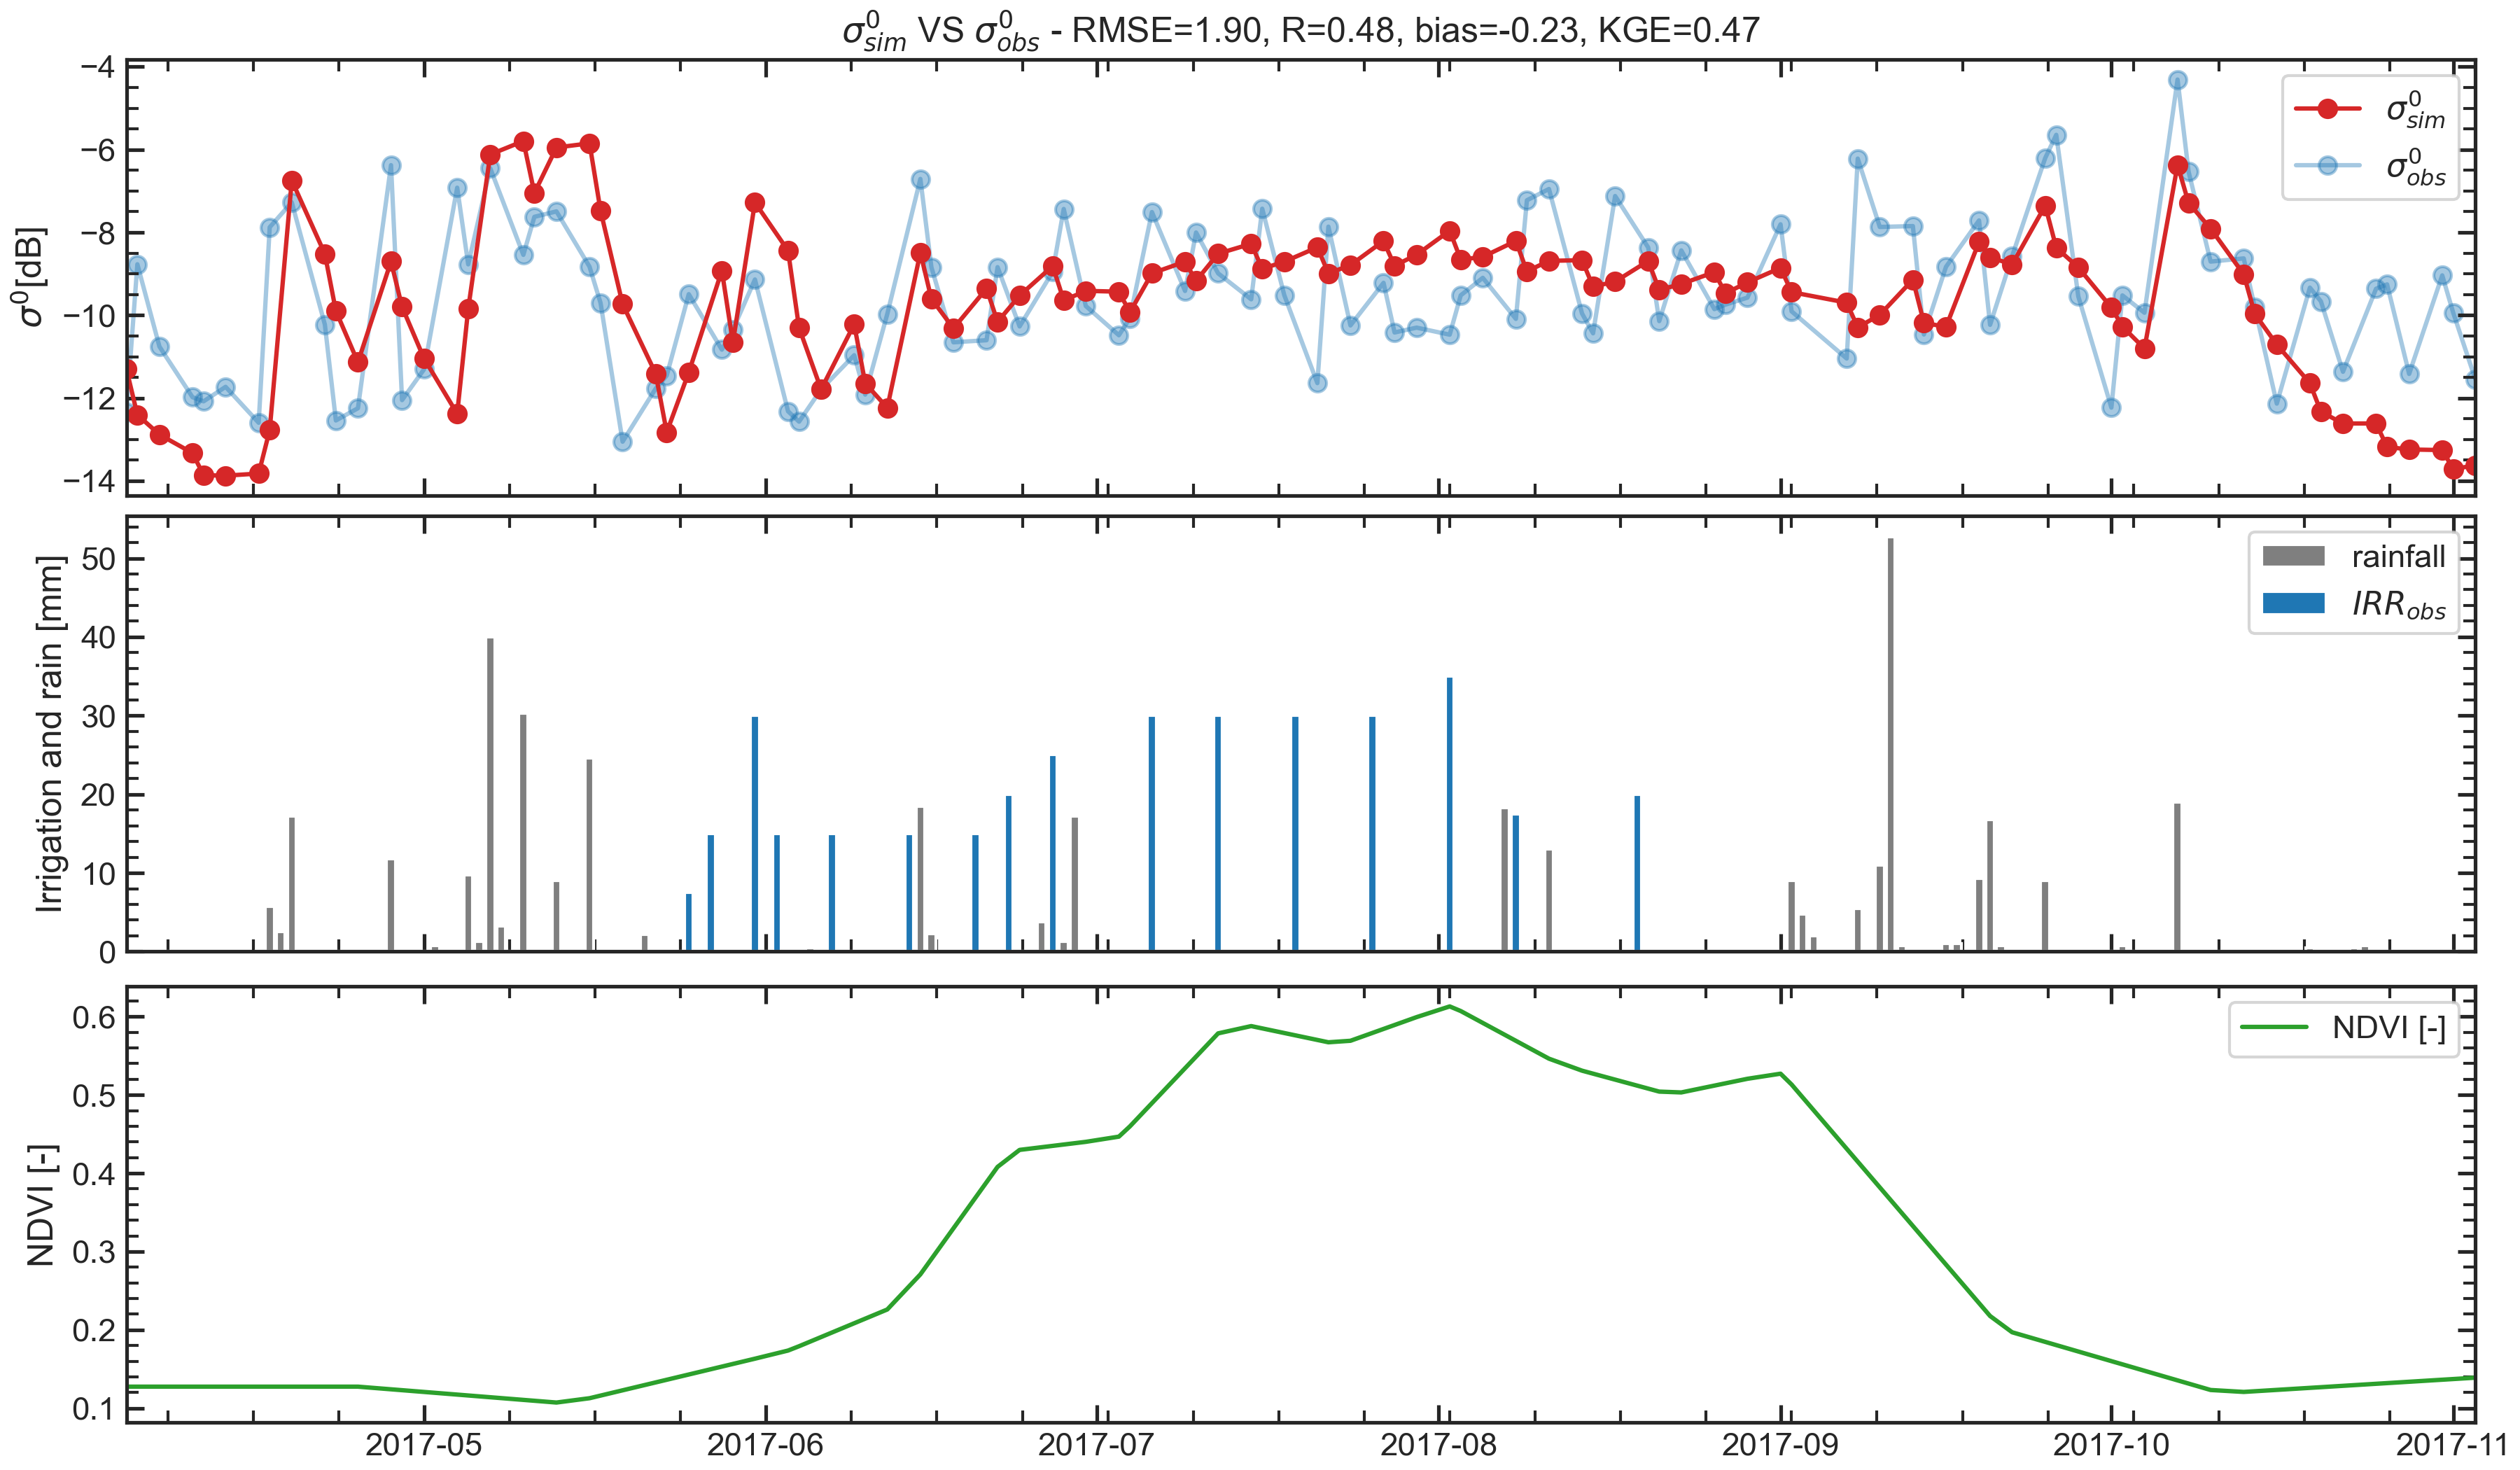 σ⁰sim VS σ⁰obs - RMSE=1.90, R=0.48, bias=-0.23, KGE=0.47
σ⁰[dB]
−4
−6
−8
−10
−12
−14
σ⁰sim
σ⁰obs
Irrigation and rain [mm]
50
40
30
20
10
0
rainfall
IRRobs
NDVI [-]
0.6
0.5
0.4
0.3
0.2
0.1
NDVI [-]
2017-05 2017-06 2017-07 2017-08 2017-09 2017-10 2017-11